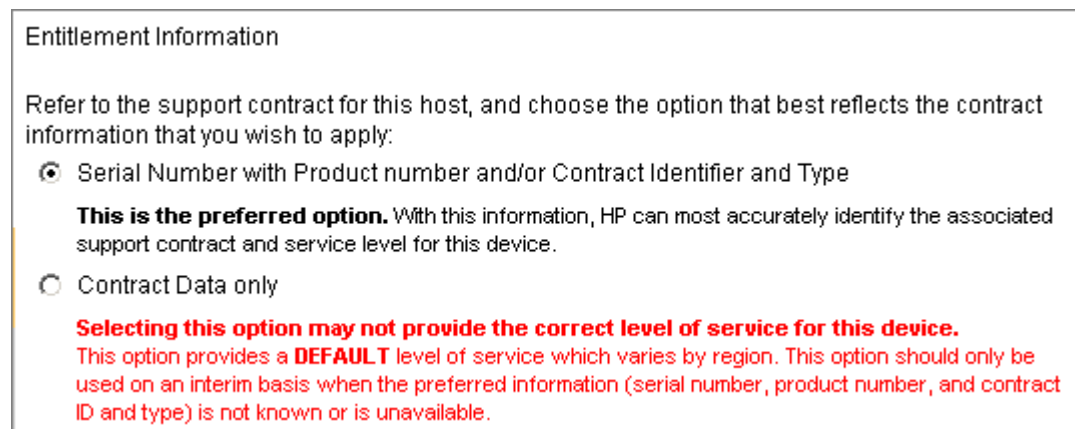 Entitlement Information
Refer to the support contract for this host, and choose the option that best reflects the contract
information that you wish to apply:
Serial Number with Product number and/or Contract Identifier and Type
This is the preferred option. With this information, HP can most accurately identify the associated
support contract and service level for this device.
Contract Data only
Selecting this option may not provide the correct level of service for this device.
This option provides a DEFAULT level of service which varies by region. This option should only be
used on an interim basis when the preferred information (serial number, product number, and contract
ID and type) is not known or is unavailable.